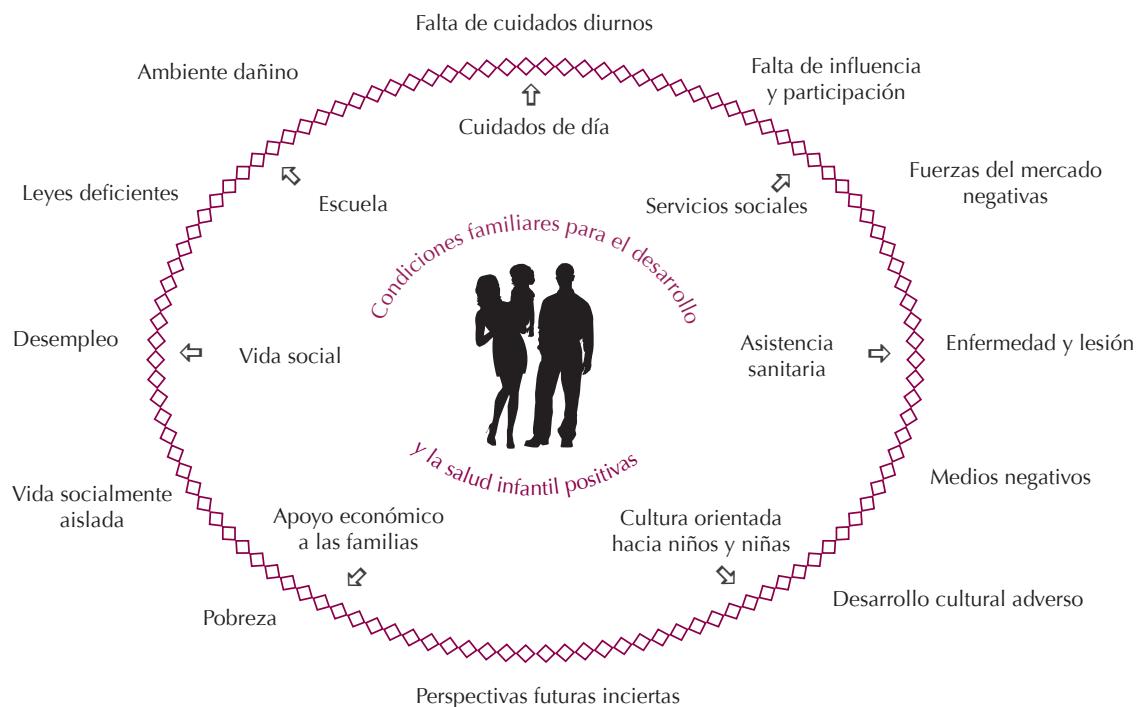 Falta de cuidados diurnos
Ambiente dañino
Falta de influencia
y participación
Cuidados de día
Fuerzas del mercado
negativas
Leyes deficientes
Escuela
Servicios sociales
Condiciones familiares para el desarrollo
Desempleo
Vida social
Asistencia
sanitaria
Enfermedad y lesión
y la salud infantil positivas
Medios negativos
Vida socialmente
aislada
Apoyo económico
a las familias
Cultura orientada
hacia niños y niñas
Desarrollo cultural adverso
Pobreza
Perspectivas futuras inciertas